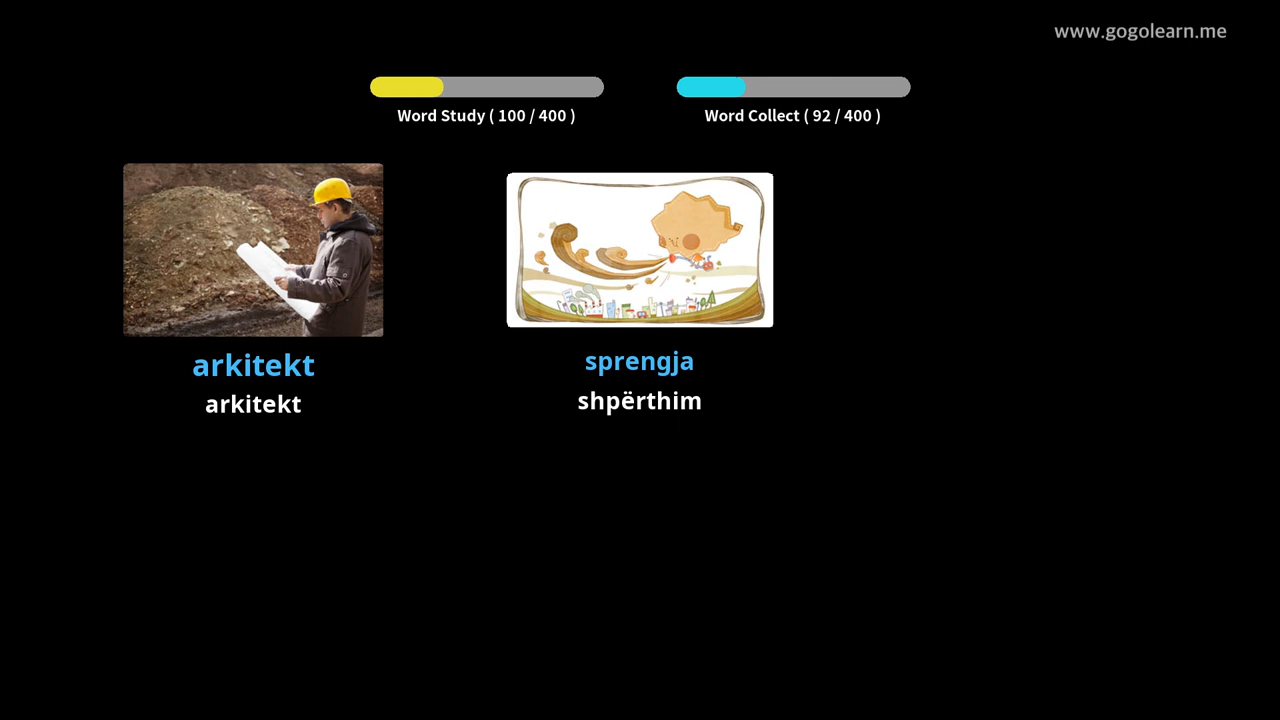 www.gogolearn.me
Word Study ( 100 / 400 )
Word Collect ( 92 / 400 )
arkitekt
arkitekt
sprengja
shpërthim